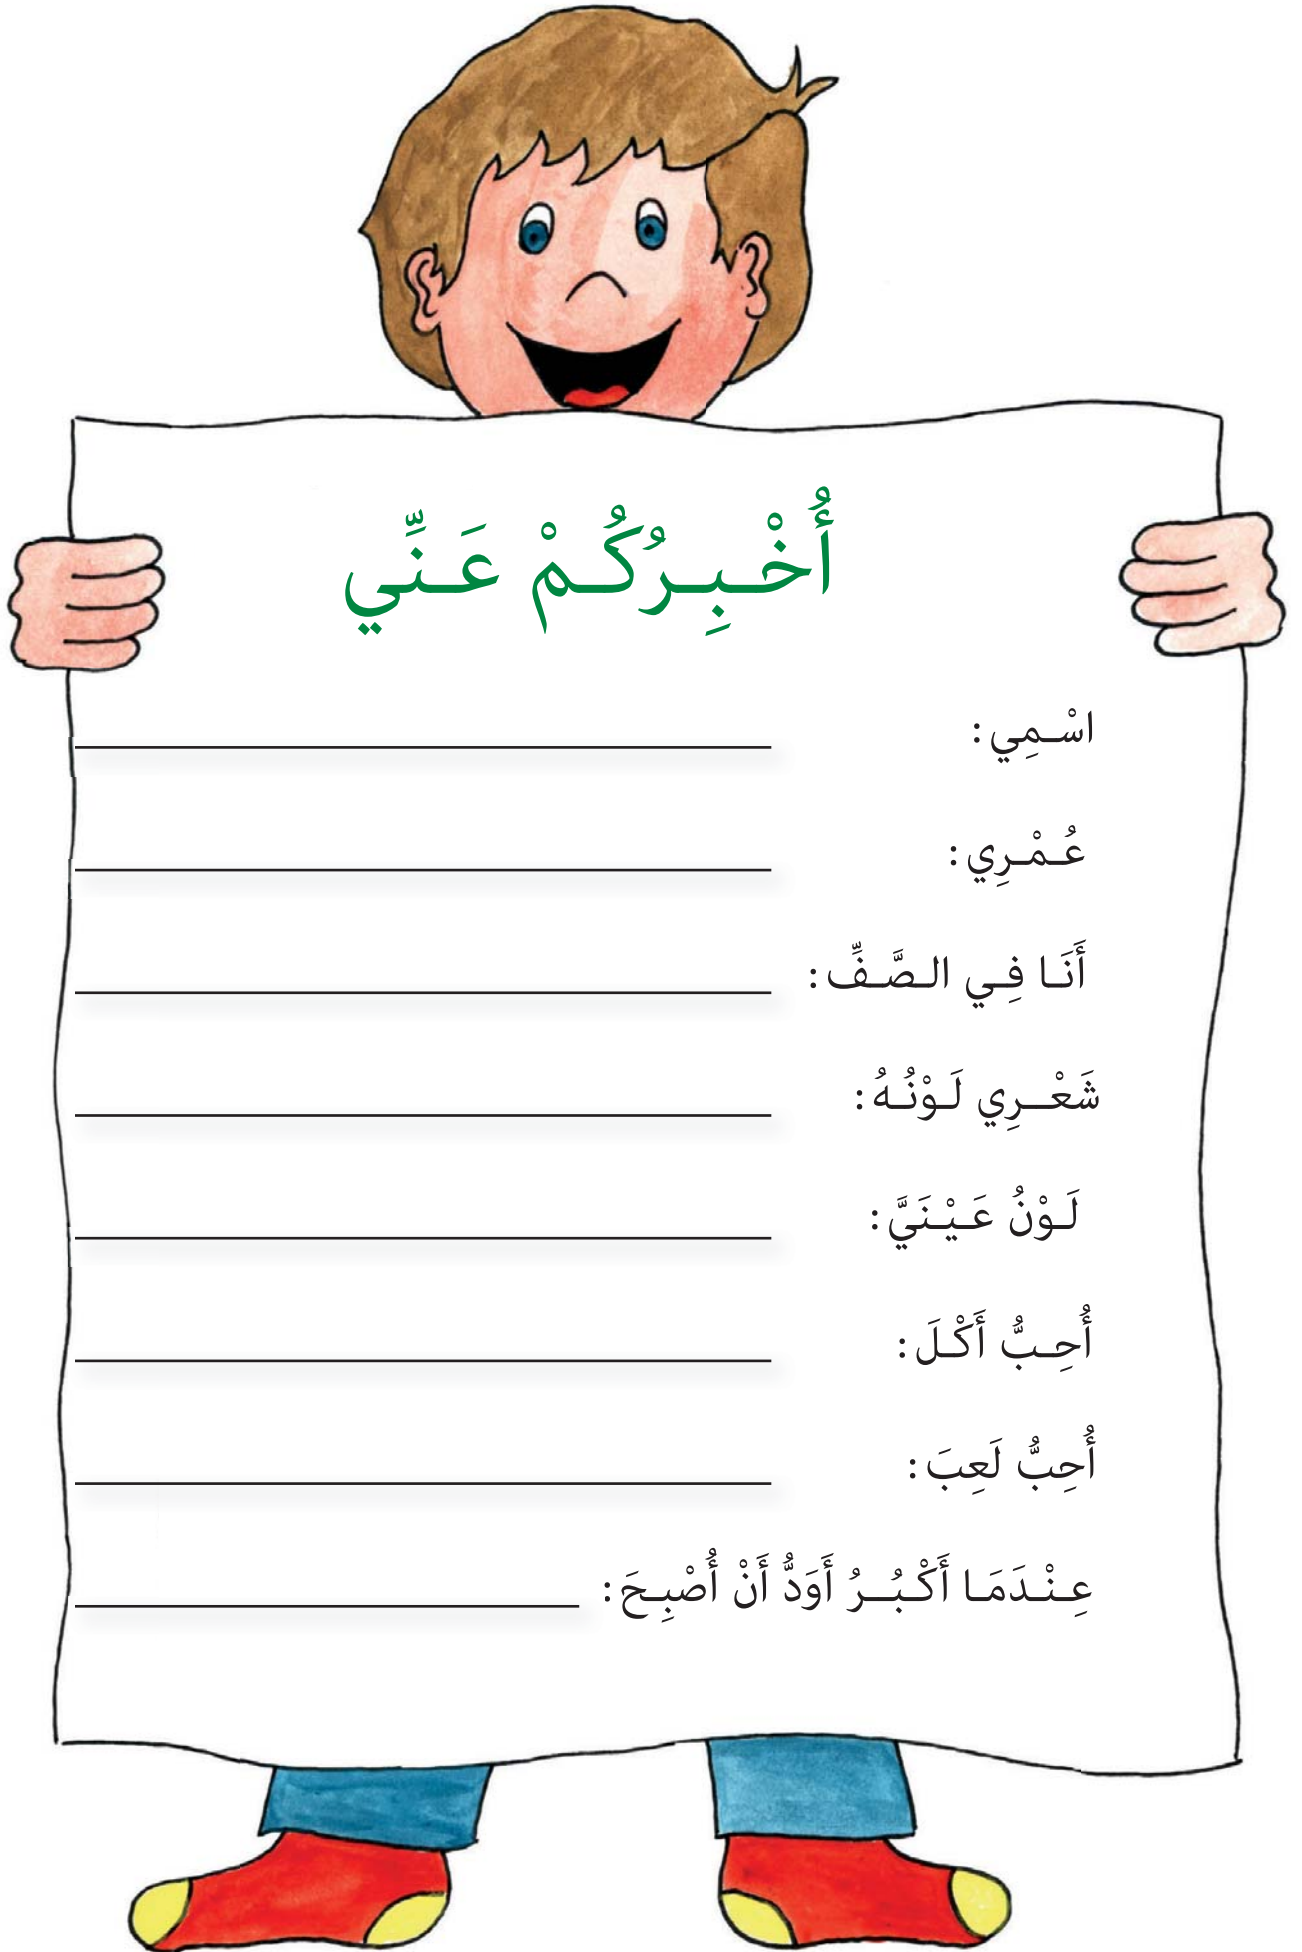 أُخْبِرُكُمْ عَنِّي
اسْمِي:
عُمْرِي:
أَنَا فِي الصَّفِّ:
شَعْرِي لَوْنُهُ:
لَوْنُ عَيْنَيَّ:
أُحِبُّ أَكْلَ:
أُحِبُّ لَعِبَ:
عِنْدَمَا أَكْبُرُ أَوَدُّ أَنْ أُصْبِحَ: